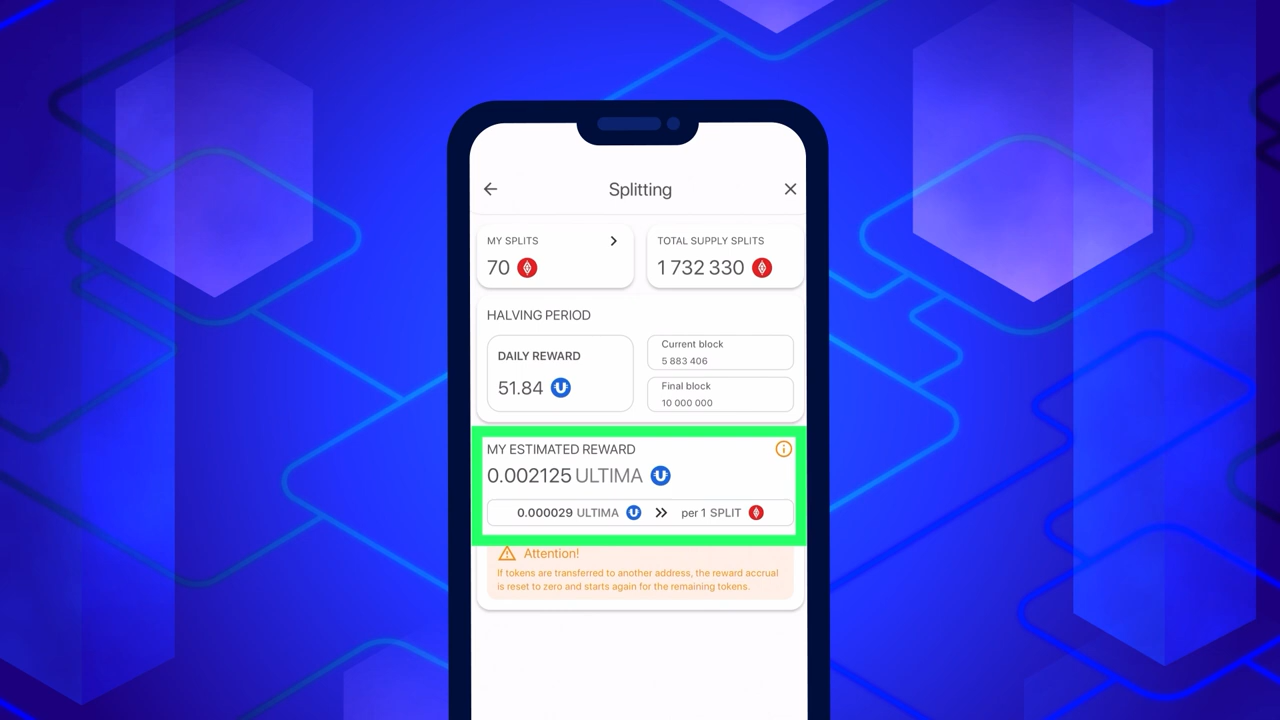 Splitting
MY SPLITS
70
TOTAL SUPPLY SPLITS
1 732 330
HALVING PERIOD
DAILY REWARD
51.84
Current block
5 883 406
Final block
10 000 000
MY ESTIMATED REWARD
0.002125 ULTIMA
0.000029 ULTIMA >> per 1 SPLIT
Attention!
If tokens are transferred to another address, the reward accrual
is reset to zero and starts again for the remaining tokens.